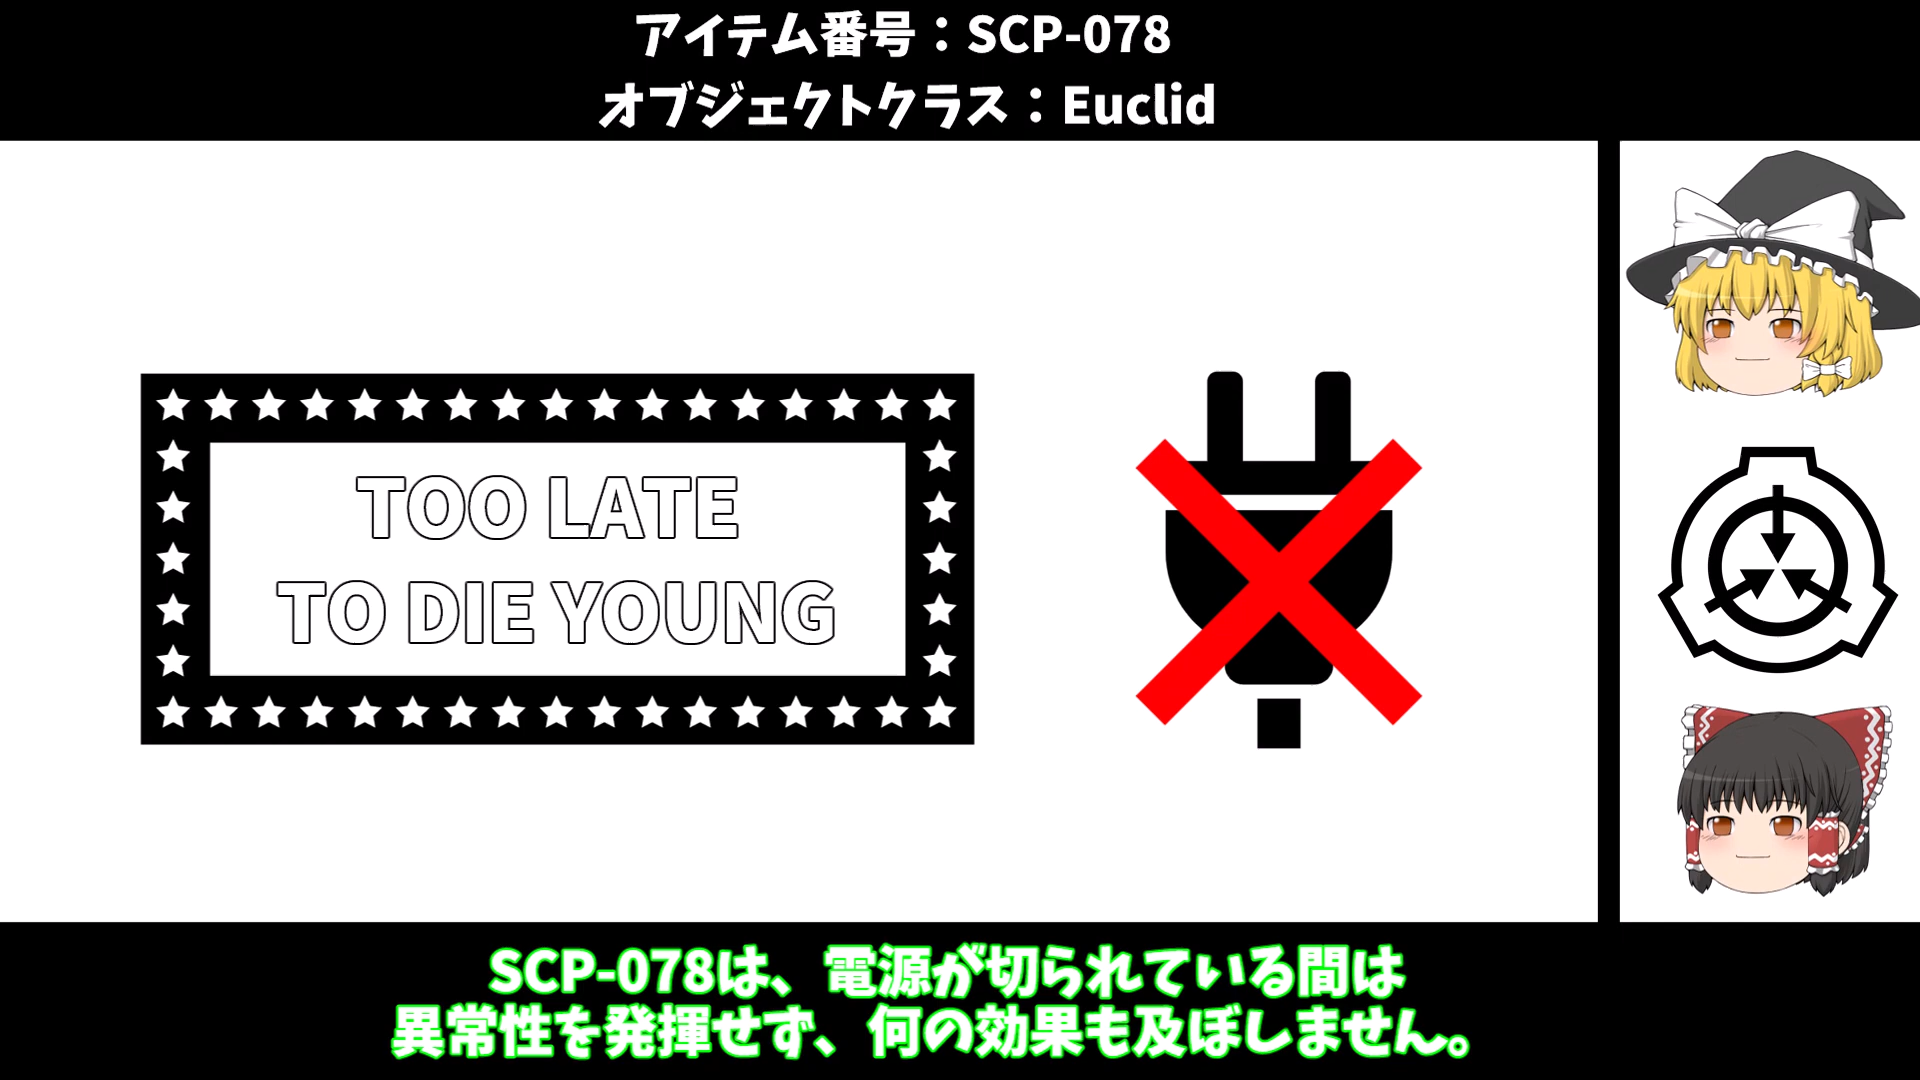 アイテム番号：SCP-078
オブジェクトクラス：Euclid
TOO LATE
TO DIE YOUNG
SCP-078は、電源が切られている間は
異常性を発揮せず、何の効果も及ぼしません。